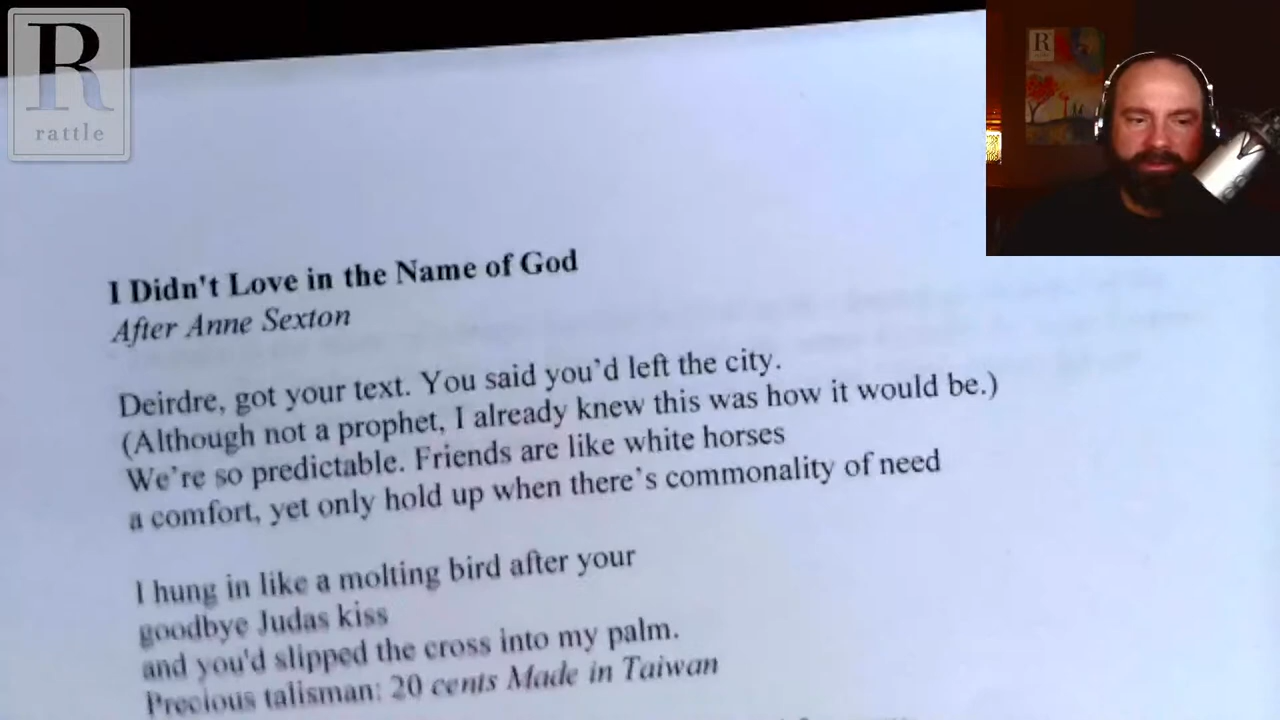 R
rattle
R
I Didn't Love in the Name of God
After Anne Sexton
Deirdre, got your text. You said you’d left the city.
(Although not a prophet, I already knew this was how it would be.)
We’re so predictable. Friends are like white horses
a comfort, yet only hold up when there’s commonality of need
I hung in like a molting bird after your
goodbye Judas kiss
and you'd slipped the cross into my palm.
Precious talisman: 20 cents Made in Taiwan